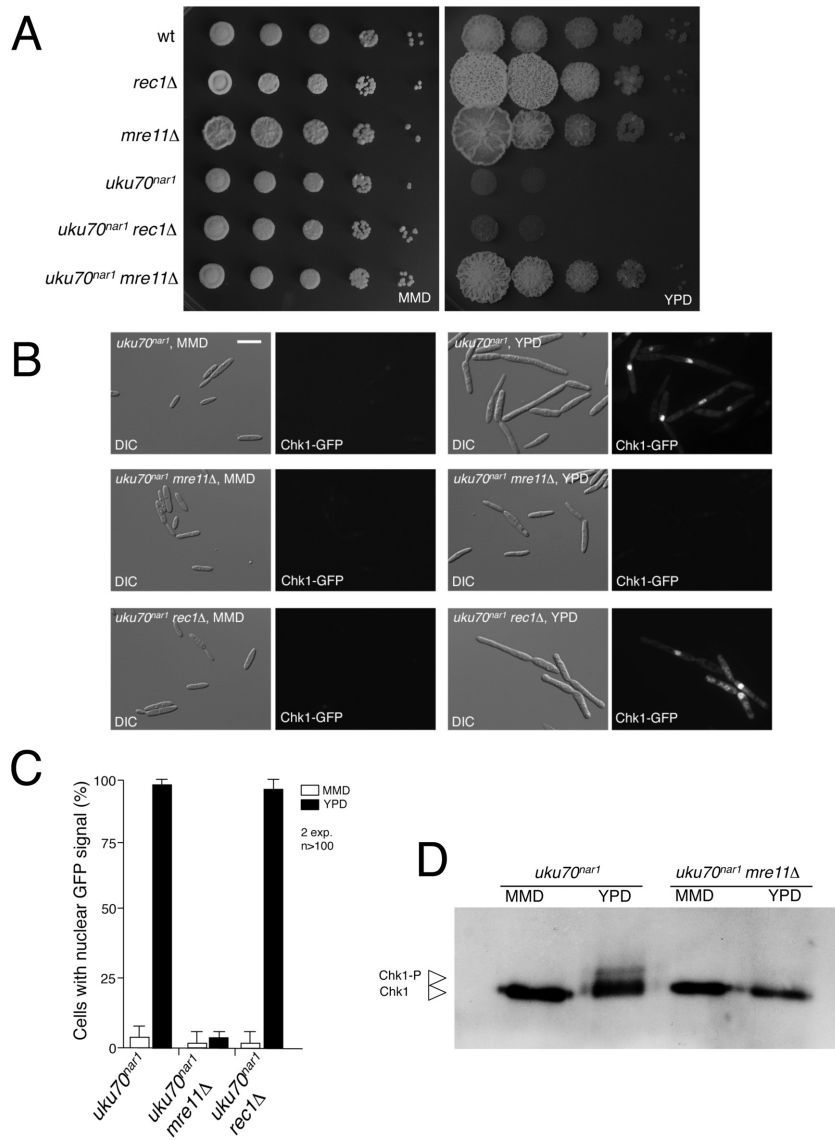 A
wt
rec1Δ
mre11Δ
uku70nar1
uku70nar1 rec1Δ
uku70nar1 mre11Δ
MMD
YPD
B
uku70nar1, MMD
DIC
Chk1-GFP
uku70nar1, YPD
DIC
Chk1-GFP
uku70nar1 mre11Δ, MMD
DIC
Chk1-GFP
uku70nar1 mre11Δ, YPD
DIC
Chk1-GFP
uku70nar1 rec1Δ, MMD
DIC
Chk1-GFP
uku70nar1 rec1Δ, YPD
DIC
Chk1-GFP
C
Cells with nuclear GFP signal (%)
100
75
50
25
0
MMD
YPD
2 exp.
n>100
uku70nar1
uku70nar1
mre11Δ
uku70nar1
rec1Δ
D
uku70nar1
uku70nar1 mre11Δ
MMD
YPD
MMD
YPD
Chk1-P
Chk1